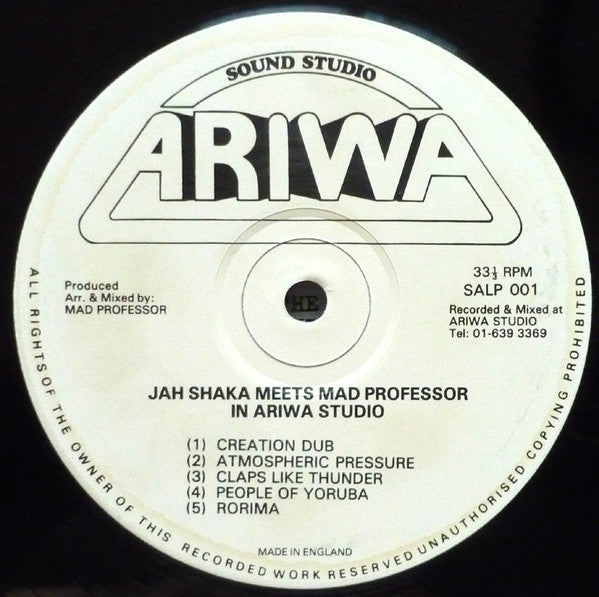 SOUND STUDIO
ARIWA
Produced
Arr. & Mixed by:
MAD PROFESSOR
33⅓ RPM
SALP 001
Recorded & Mixed at
ARIWA STUDIO
Tel: 01-639 3369
HE
JAH SHAKA MEETS MAD PROFESSOR
IN ARIWA STUDIO
(1) CREATION DUB
(2) ATMOSPHERIC PRESSURE
(3) CLAPS LIKE THUNDER
(4) PEOPLE OF YORUBA
(5) RORIMA
MADE IN ENGLAND
ALL RIGHTS OF THE OWNER OF THIS RECORDED WORK RESERVED UNAUTHORISED COPYING PROHIBITED